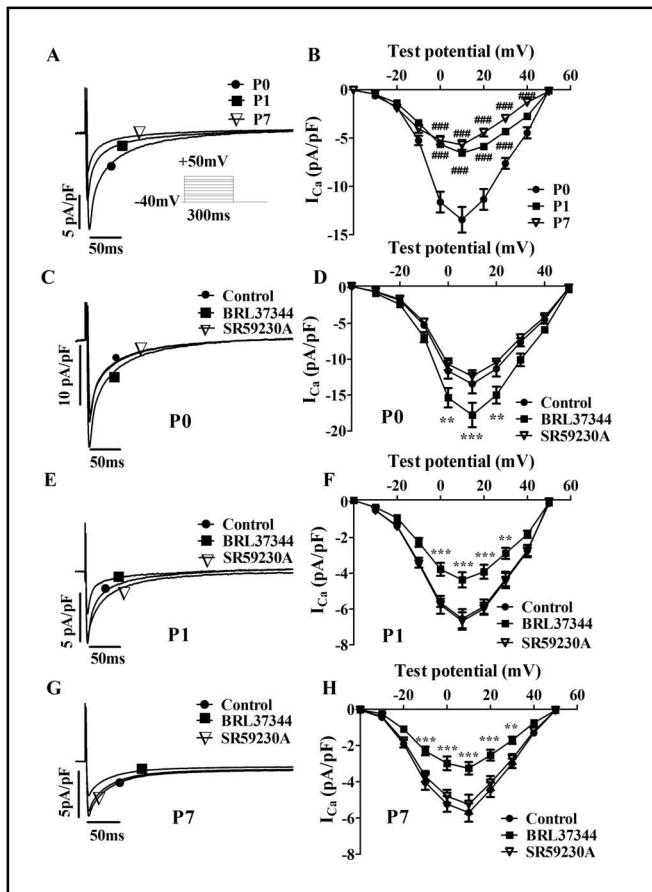 A
P0
P1
P7
+50mV
-40mV
300ms
5 pA/pF
50ms
B
Test potential (mV)
-20 0 20 40 60
0
-5
-10
-15
I_Ca (pA/pF)
###
###
###
###
###
###
###
###
###
P0
P1
P7
C
Control
BRL37344
SR59230A
10 pA/pF
50ms
P0
D
Test potential (mV)
-20 0 20 40 60
0
-5
-10
-15
-20
I_Ca (pA/pF)
** *** **
P0
Control
BRL37344
SR59230A
E
Control
BRL37344
SR59230A
5 pA/pF
50ms
P1
F
Test potential (mV)
-20 0 20 40 60
0
-2
-4
-6
-8
I_Ca (pA/pF)
*** *** *** **
P1
Control
BRL37344
SR59230A
G
Control
BRL37344
SR59230A
5pA/pF
50ms
P7
H
Test potential (mV)
-20 0 20 40 60
0
-2
-4
-6
-8
I_Ca (pA/pF)
*** *** *** *** **
P7
Control
BRL37344
SR59230A